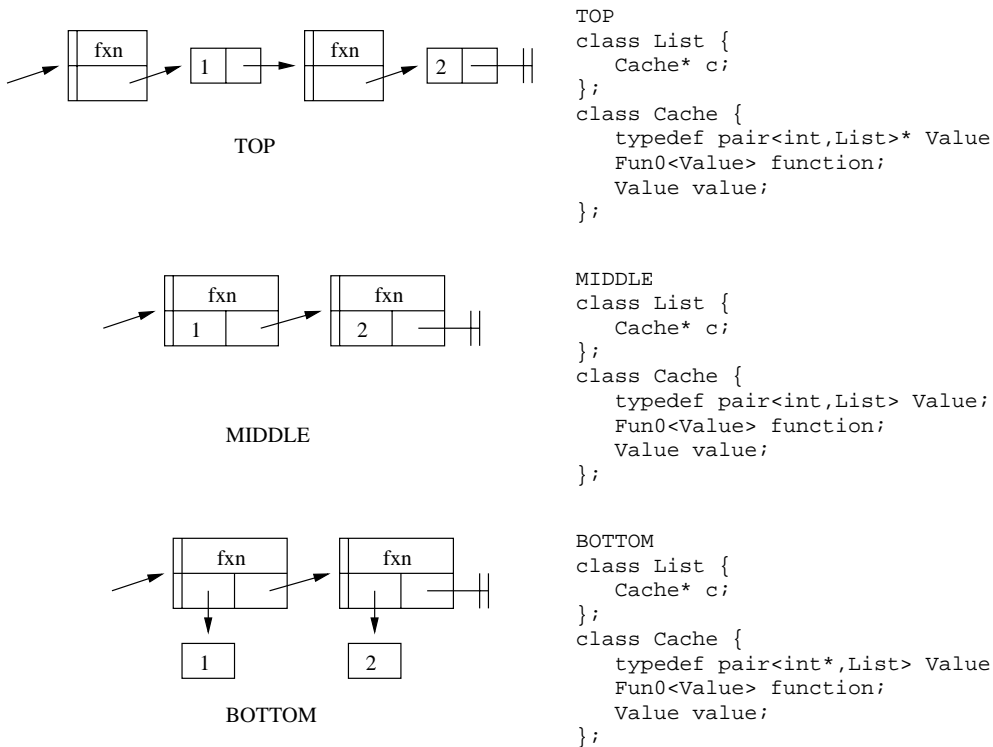 fxn
1
fxn
2
TOP
TOP
class List {
Cache* c;
};
class Cache {
typedef pair<int,List>* Value
Fun0<Value> function;
Value value;
};
fxn
1
fxn
2
MIDDLE
MIDDLE
class List {
Cache* c;
};
class Cache {
typedef pair<int,List> Value;
Fun0<Value> function;
Value value;
};
fxn
fxn
1
2
BOTTOM
BOTTOM
class List {
Cache* c;
};
class Cache {
typedef pair<int*,List> Value
Fun0<Value> function;
Value value;
};